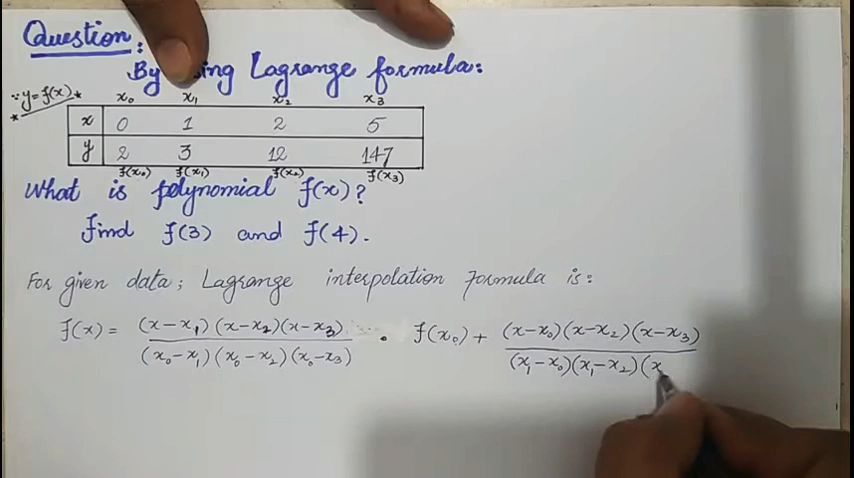 Question:
By Lagrange formula:
∵ y=f(x) *
*
x₀ x₁ x₂ x₃
x 0 1 2 5
y 2 3 12 147
f(x₀) f(x₁) f(x₂) f(x₃)
What is polynomial f(x)?
Find f(3) and f(4).
For given data; Lagrange interpolation formula is:
f(x) = (x-x₁)(x-x₂)(x-x₃) / (x₀-x₁)(x₀-x₂)(x₀-x₃) • f(x₀) + (x-x₀)(x-x₂)(x-x₃) / (x₁-x₀)(x₁-x₂)(x